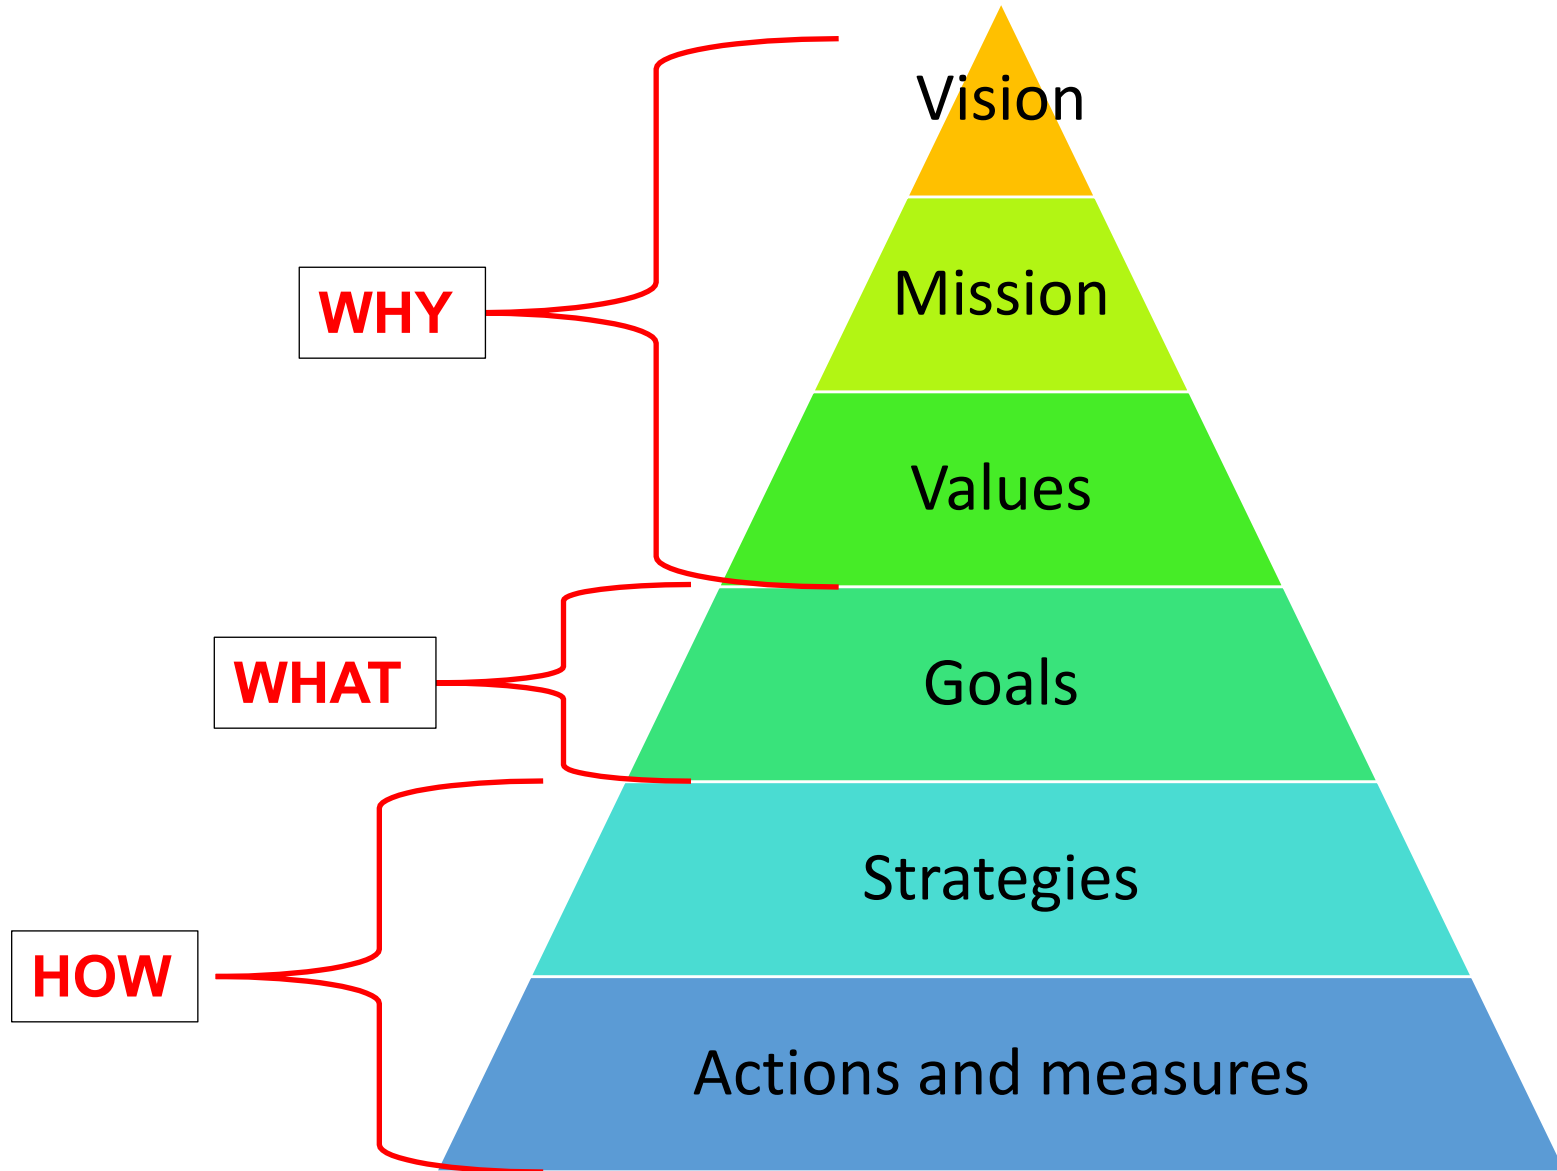 Vision
Mission
WHY
Values
Goals
WHAT
Strategies
HOW
Actions and measures